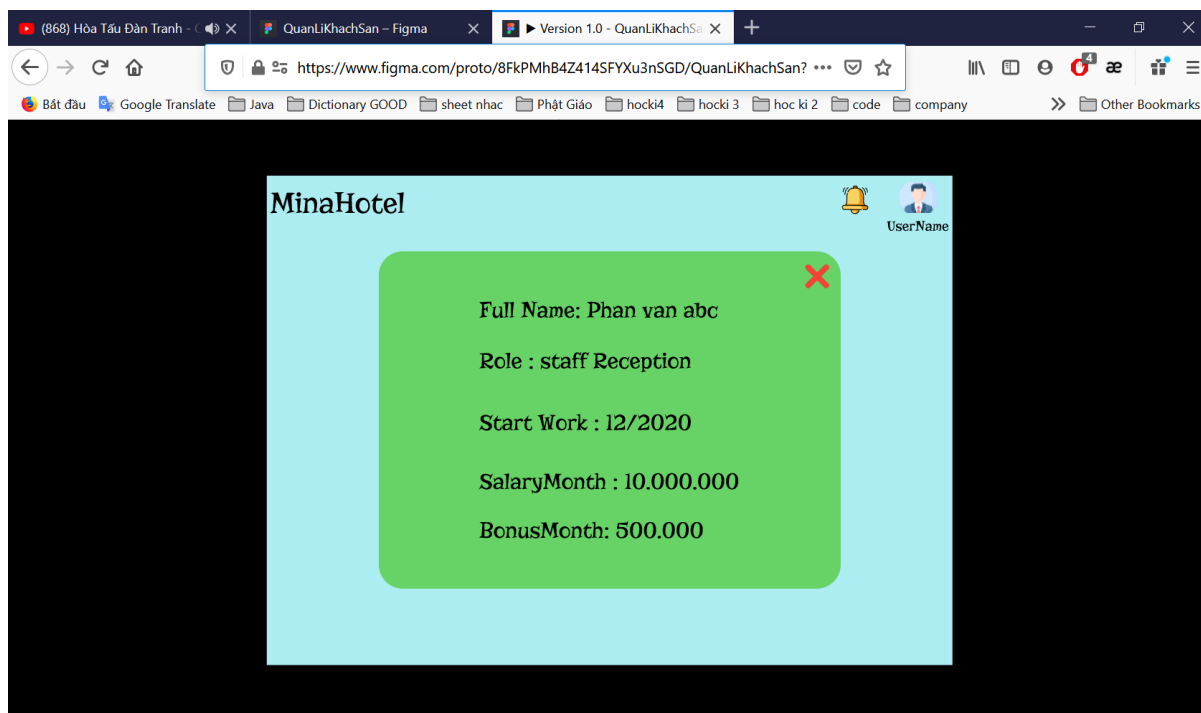 (868) Hòa Tấu Đàn Tranh -
QuanLiKhachSan – Figma
▶ Version 1.0 - QuanLiKhachSa
https://www.figma.com/proto/8FkPMhB4Z414SFYXu3nSGD/QuanLiKhachSan?
4
æ
Bắt đầu
Google Translate
Java
Dictionary GOOD
sheet nhac
Phật Giáo
hocki4
hocki 3
hoc ki 2
code
company
Other Bookmarks
MinaHotel
UserName
Full Name: Phan van abc
Role : staff Reception
Start Work : 12/2020
SalaryMonth : 10.000.000
BonusMonth: 500.000